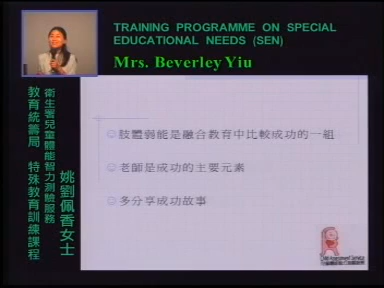 TRAINING PROGRAMME ON SPECIAL
EDUCATIONAL NEEDS (SEN)
Mrs. Beverley Yiu
教育統籌局 特殊教育訓練課程
衛生署兒童體能智力測驗服務
姚劉佩香女士
肢體弱能是融合教育中比較成功的一組
老師是成功的主要元素
多分享成功故事
Child Assessment Service